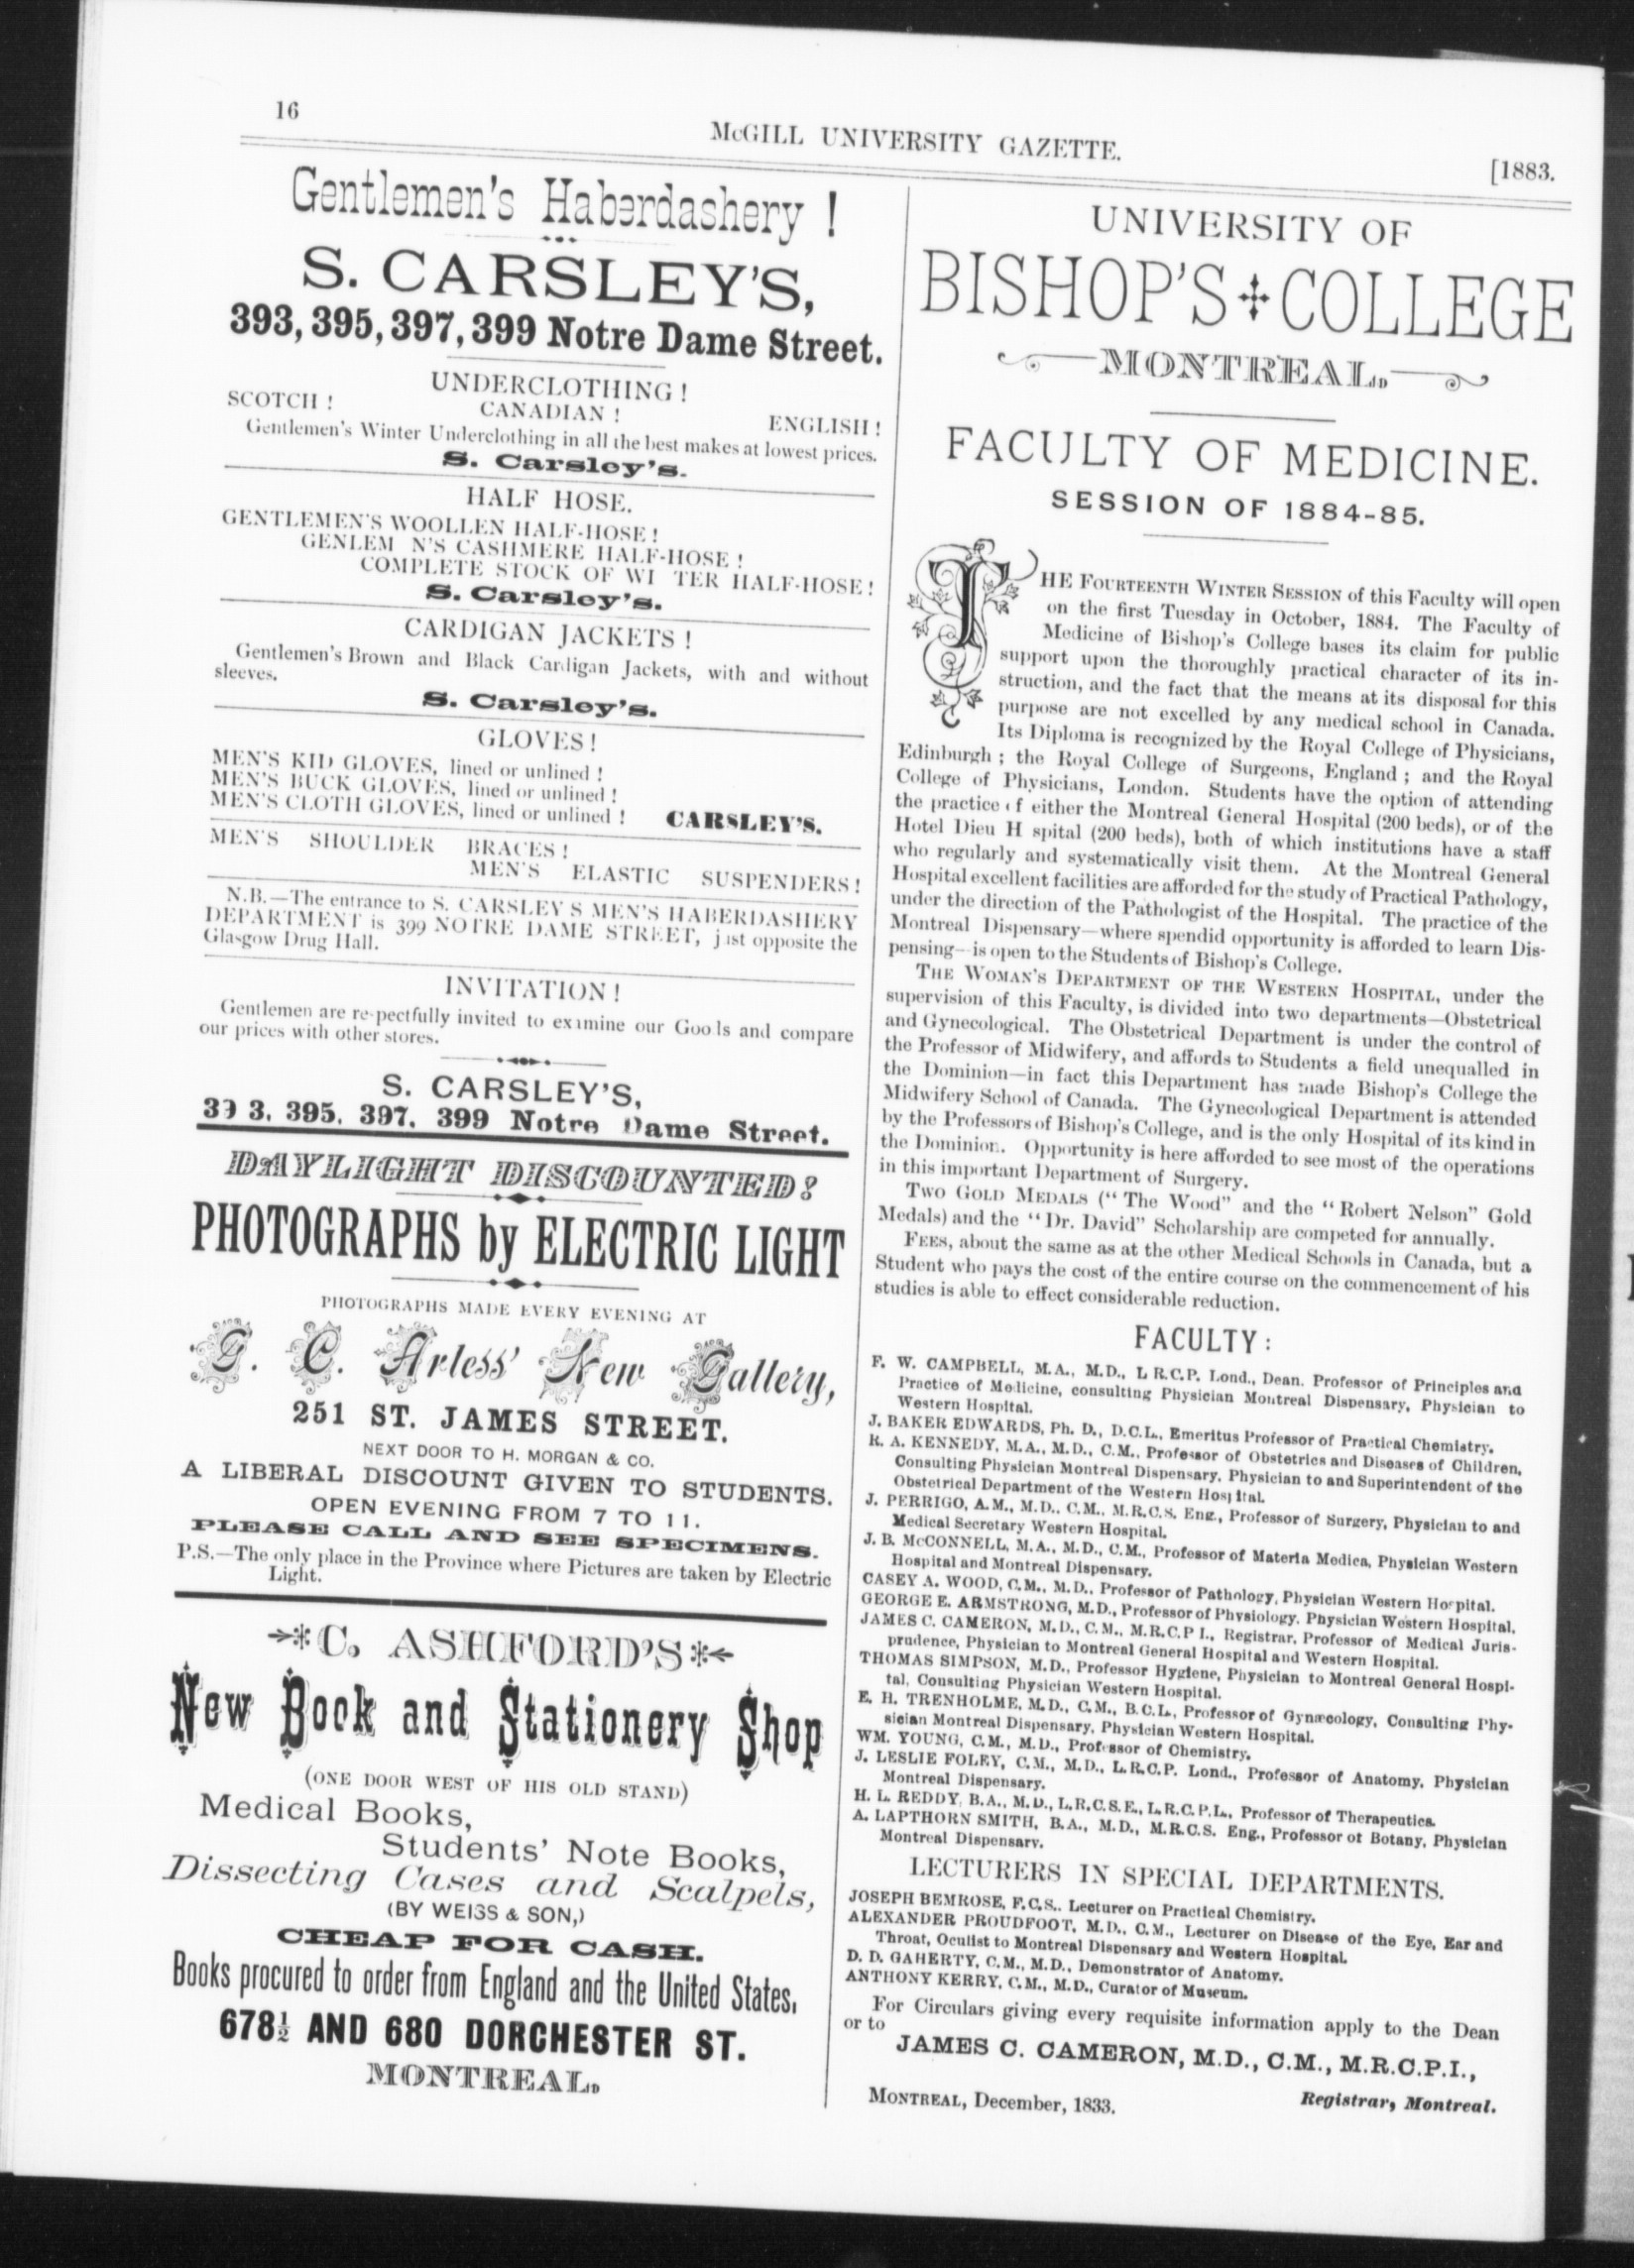 16
McGILL UNIVERSITY GAZETTE.
[1883.
Gentlemen's Haberdashery !
S. CARSLEY'S,
393, 395, 397, 399 Notre Dame Street.
UNDERCLOTHING !
SCOTCH ! CANADIAN ! ENGLISH !
Gentlemen's Winter Underclothing in all the best makes at lowest prices.
S. Carsley's.
HALF HOSE.
GENTLEMEN'S WOOLLEN HALF-HOSE !
GENLEM N'S CASHMERE HALF-HOSE !
COMPLETE STOCK OF WI TER HALF-HOSE !
S. Carsley's.
CARDIGAN JACKETS !
Gentlemen's Brown and Black Cardigan Jackets, with and without
sleeves.
S. Carsley's.
GLOVES !
MEN'S KID GLOVES, lined or unlined !
MEN'S BUCK GLOVES, lined or unlined !
MEN'S CLOTH GLOVES, lined or unlined ! CARSLEY'S.
MEN'S SHOULDER BRACES !
MEN'S ELASTIC SUSPENDERS !
N.B.—The entrance to S. CARSLEY S MEN'S HABERDASHERY
DEPARTMENT is 399 NOTRE DAME STREET, just opposite the
Glasgow Drug Hall.
INVITATION !
Gentlemen are re-pectfully invited to examine our Goods and compare
our prices with other stores.
S. CARSLEY'S,
393, 395, 397, 399 Notre Dame Street.
DAYLIGHT DISCOUNTED?
PHOTOGRAPHS by ELECTRIC LIGHT
PHOTOGRAPHS MADE EVERY EVENING AT
G. C. Arless' New Gallery,
251 ST. JAMES STREET.
NEXT DOOR TO H. MORGAN & CO.
A LIBERAL DISCOUNT GIVEN TO STUDENTS.
OPEN EVENING FROM 7 TO 11.
PLEASE CALL AND SEE SPECIMENS.
P.S.—The only place in the Province where Pictures are taken by Electric
Light.
C. ASHFORD'S
New Book and Stationery Shop
(ONE DOOR WEST OF HIS OLD STAND)
Medical Books,
Students' Note Books,
Dissecting Cases and Scalpels,
(BY WEISS & SON,)
CHEAP FOR CASH.
Books procured to order from England and the United States.
678½ AND 680 DORCHESTER ST.
MONTREAL.
UNIVERSITY OF
BISHOP'S COLLEGE
MONTREAL.
FACULTY OF MEDICINE.
SESSION OF 1884-85.
THE FOURTEENTH WINTER SESSION of this Faculty will open
on the first Tuesday in October, 1884. The Faculty of
Medicine of Bishop's College bases its claim for public
support upon the thoroughly practical character of its in-
struction, and the fact that the means at its disposal for this
purpose are not excelled by any medical school in Canada.
Its Diploma is recognized by the Royal College of Physicians,
Edinburgh ; the Royal College of Surgeons, England ; and the Royal
College of Physicians, London. Students have the option of attending
the practice of either the Montreal General Hospital (200 beds), or of the
Hotel Dieu H spital (200 beds), both of which institutions have a staff
who regularly and systematically visit them. At the Montreal General
Hospital excellent facilities are afforded for the study of Practical Pathology,
under the direction of the Pathologist of the Hospital. The practice of the
Montreal Dispensary—where spendid opportunity is afforded to learn Dis-
pensing—is open to the Students of Bishop's College.
THE WOMAN'S DEPARTMENT OF THE WESTERN HOSPITAL, under the
supervision of this Faculty, is divided into two departments—Obstetrical
and Gynecological. The Obstetrical Department is under the control of
the Professor of Midwifery, and affords to Students a field unequalled in
the Dominion—in fact this Department has made Bishop's College the
Midwifery School of Canada. The Gynecological Department is attended
by the Professors of Bishop's College, and is the only Hospital of its kind in
the Dominion. Opportunity is here afforded to see most of the operations
in this important Department of Surgery.
TWO GOLD MEDALS (“ The Wood” and the “ Robert Nelson” Gold
Medals) and the “ Dr. David” Scholarship are competed for annually.
FEES, about the same as at the other Medical Schools in Canada, but a
Student who pays the cost of the entire course on the commencement of his
studies is able to effect considerable reduction.
FACULTY :
F. W. CAMPBELL, M.A., M.D., L R.C.P. Lond., Dean. Professor of Principles and
Practice of Medicine, consulting Physician Montreal Dispensary, Physician to
Western Hospital.
J. BAKER EDWARDS, Ph. D., D.C.L., Emeritus Professor of Practical Chemistry.
R. A. KENNEDY, M.A., M.D., C.M., Professor of Obstetrics and Diseases of Children,
Consulting Physician Montreal Dispensary, Physician to and Superintendent of the
Obstetrical Department of the Western Hospital.
J. PERRIGO, A.M., M.D., C.M., M.R.C.S. Eng., Professor of Surgery, Physician to and
Medical Secretary Western Hospital.
J. B. McCONNELL, M.A., M.D., C.M., Professor of Materia Medica, Physician Western
Hospital and Montreal Dispensary.
CASEY A. WOOD, C.M., M.D., Professor of Pathology, Physician Western Hospital.
GEORGE E. ARMSTRONG, M.D., Professor of Physiology, Physician Western Hospital.
JAMES C. CAMERON, M.D., C.M., M.R.C.P I., Registrar, Professor of Medical Juris-
prudence, Physician to Montreal General Hospital and Western Hospital.
THOMAS SIMPSON, M.D., Professor Hygiene, Physician to Montreal General Hospi-
tal, Consulting Physician Western Hospital.
E. H. TRENHOLME, M.D., C.M., B.C.L., Professor of Gynæcology, Consulting Phy-
sician Montreal Dispensary, Physician Western Hospital.
WM. YOUNG, C.M., M.D., Professor of Chemistry.
J. LESLIE FOLEY, C.M., M.D., L.R.C.P. Lond., Professor of Anatomy, Physician
Montreal Dispensary.
H. L. REDDY, B.A., M.D., L.R.C.S.E., L.R.C.P.L., Professor of Therapeutics.
A. LAPTHORN SMITH, B.A., M.D., M.R.C.S. Eng., Professor of Botany, Physician
Montreal Dispensary.
LECTURERS IN SPECIAL DEPARTMENTS.
JOSEPH BEMROSE, F.C.S., Lecturer on Practical Chemistry.
ALEXANDER PROUDFOOT, M.D., C.M., Lecturer on Disease of the Eye, Ear and
Throat, Oculist to Montreal Dispensary and Western Hospital.
D. D. GAHERTY, C.M., M.D., Demonstrator of Anatomy.
ANTHONY KERRY, C.M., M.D., Curator of Museum.
For Circulars giving every requisite information apply to the Dean
or to
JAMES C. CAMERON, M.D., C.M., M.R.C.P.I.,
Registrar, Montreal.
MONTREAL, December, 1833.